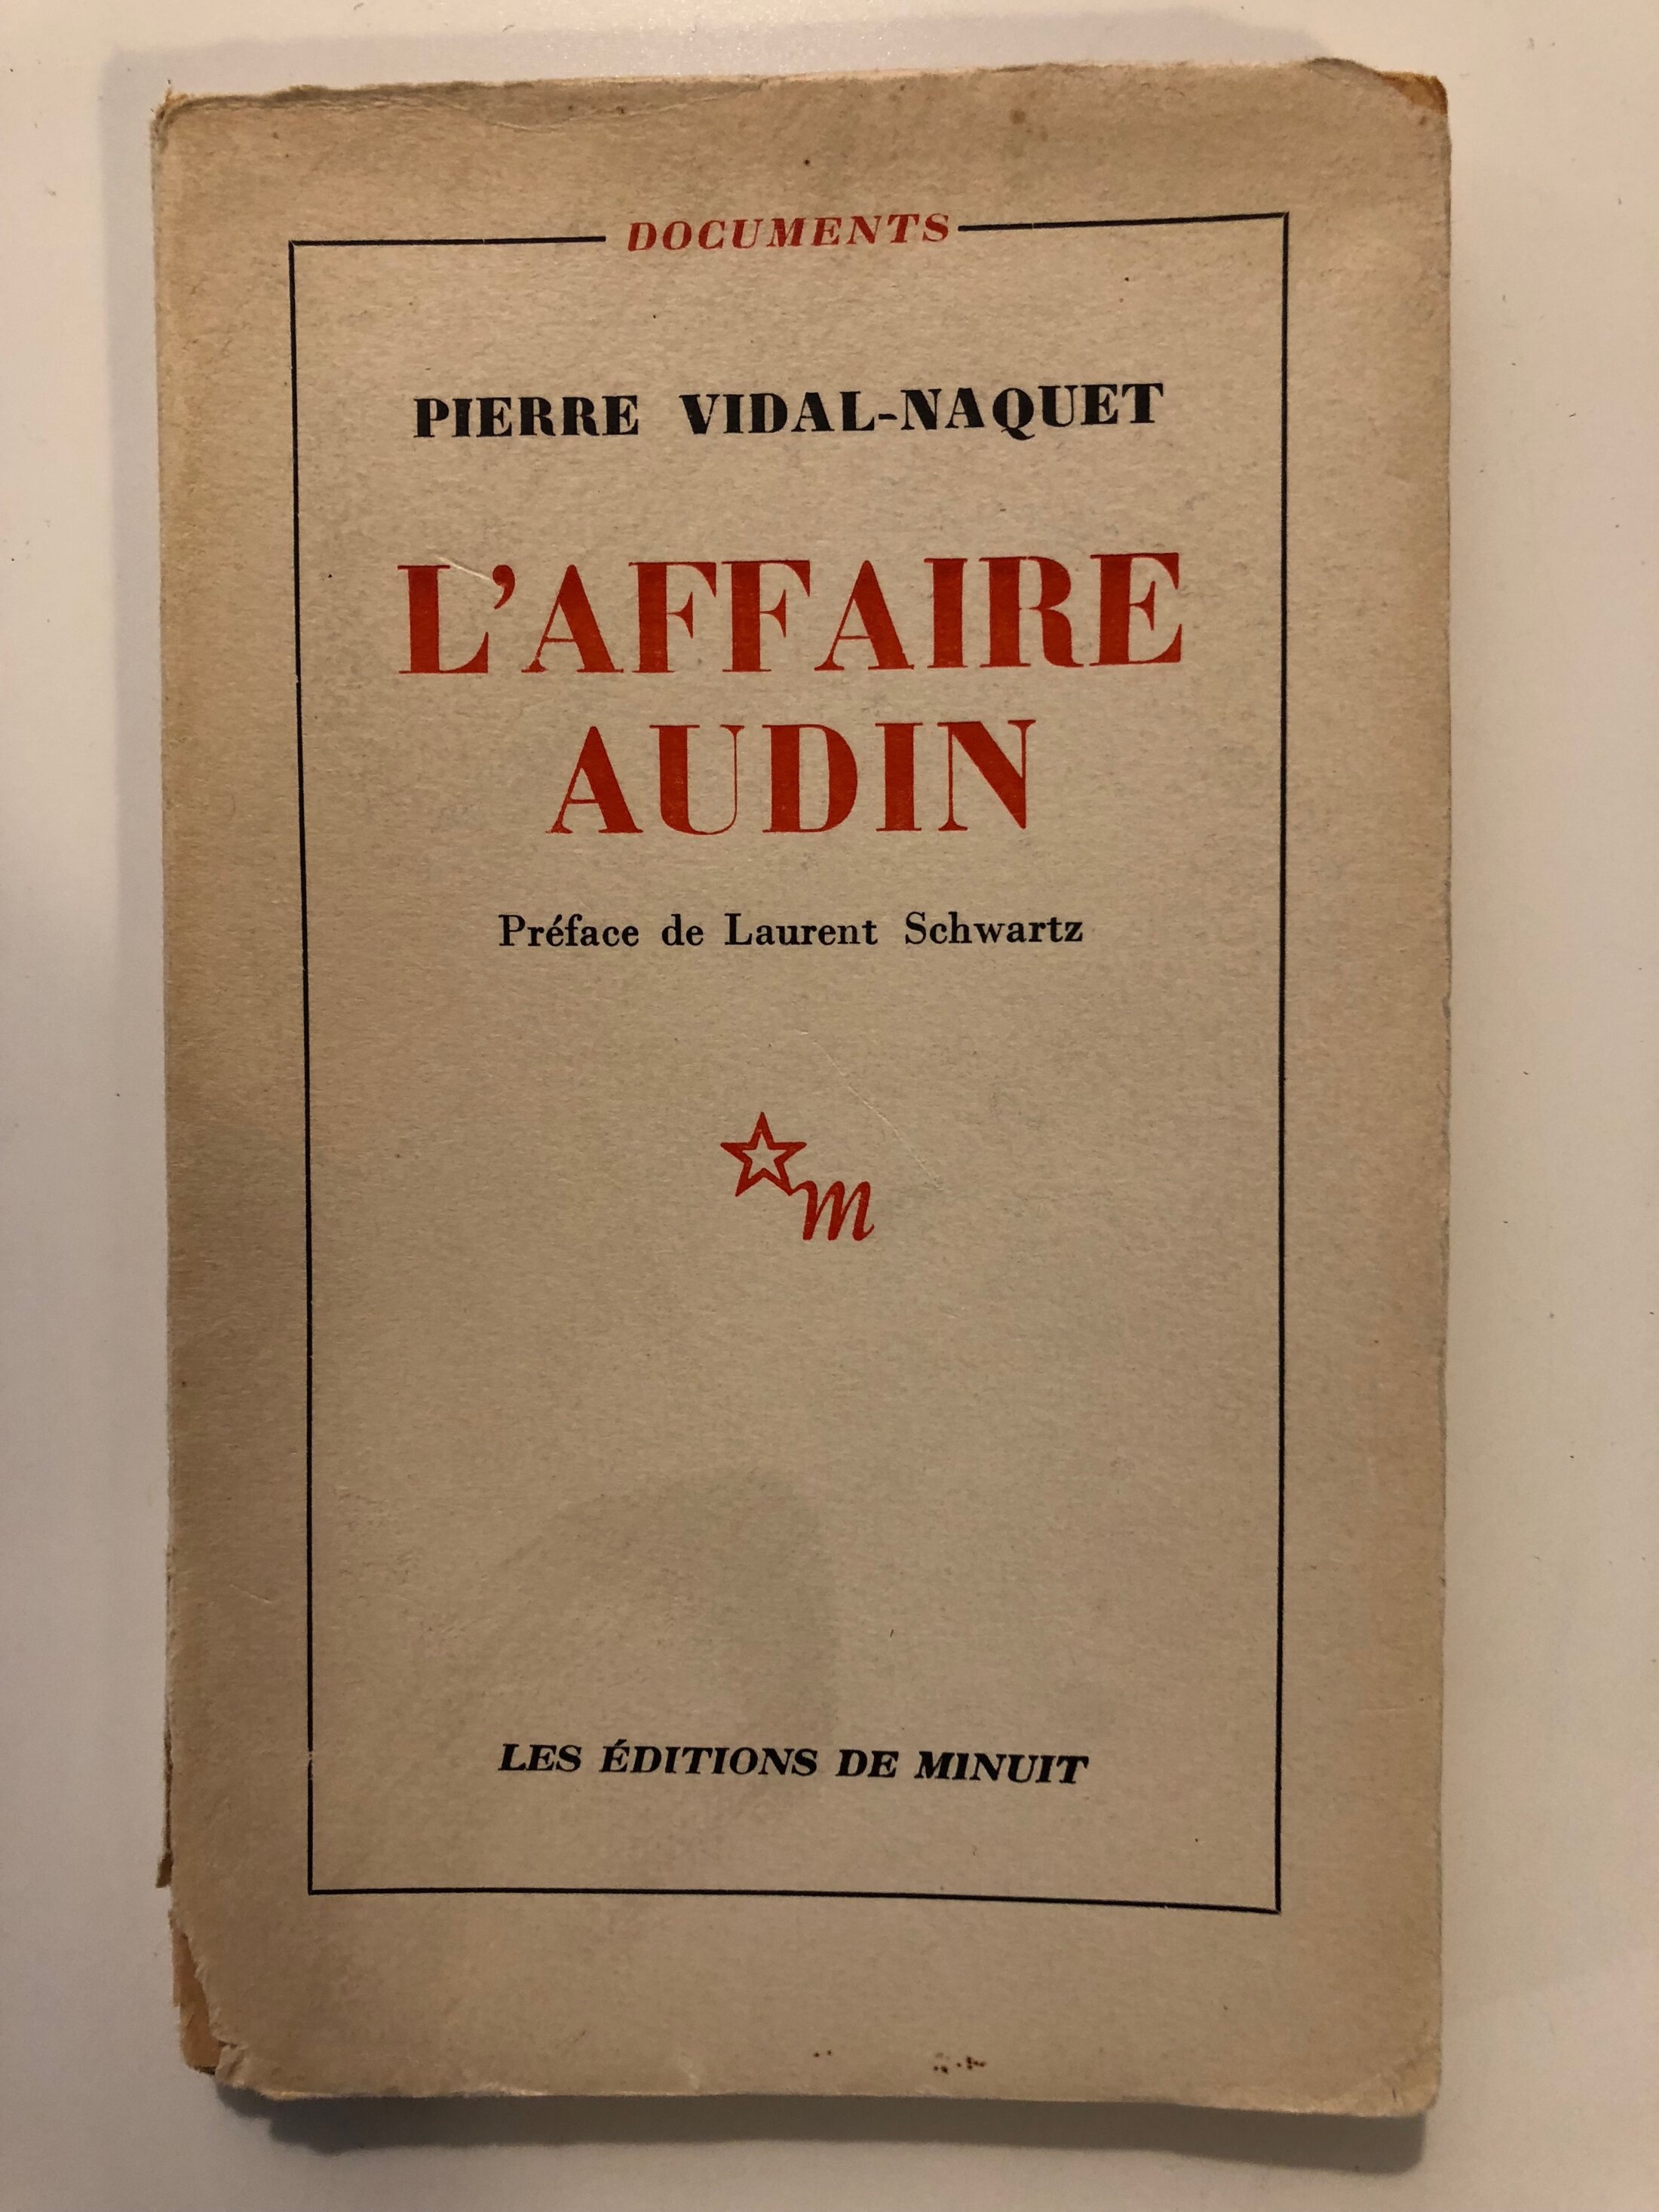 DOCUMENTS
PIERRE VIDAL-NAQUET
L'AFFAIRE
AUDIN
Préface de Laurent Schwartz
m
LES ÉDITIONS DE MINUIT